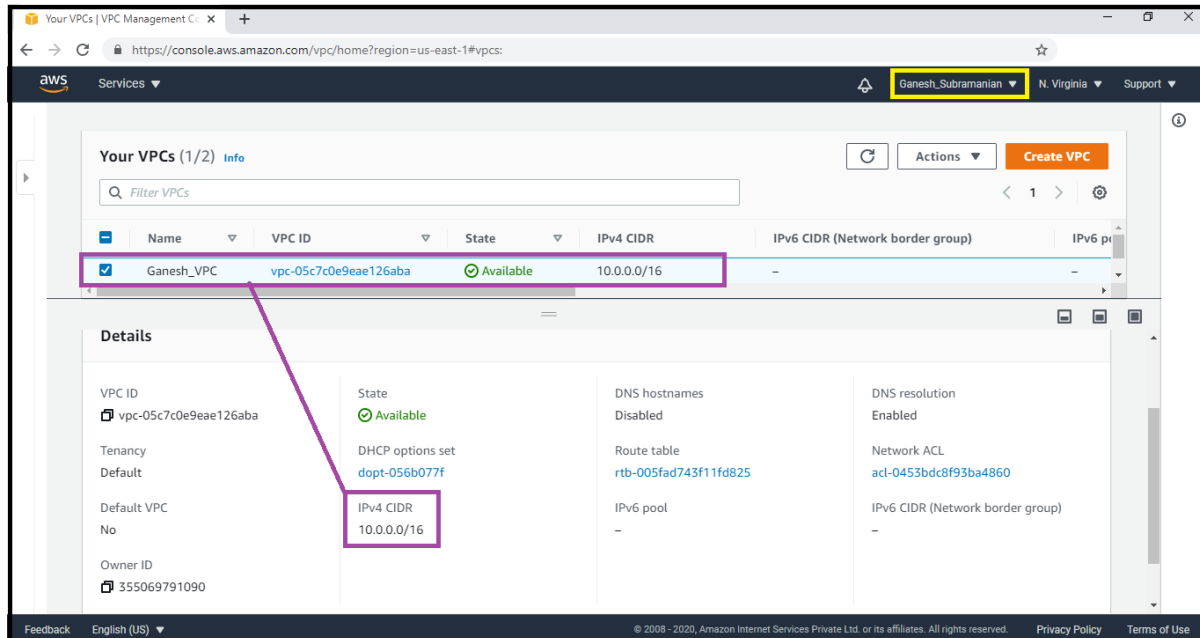 Your VPCs | VPC Management Co
https://console.aws.amazon.com/vpc/home?region=us-east-1#vpcs:
aws Services Ganesh_Subramanian N. Virginia Support
Your VPCs (1/2) Info Actions Create VPC
Filter VPCs 1
Name VPC ID State IPv4 CIDR IPv6 CIDR (Network border group) IPv6
Ganesh_VPC vpc-05c7c0e9eae126aba Available 10.0.0.0/16 – –
Details
VPC ID State DNS hostnames DNS resolution
vpc-05c7c0e9eae126aba Available Disabled Enabled
Tenancy DHCP options set Route table Network ACL
Default dopt-056b077f rtb-005fad743f11fd825 acl-0453bdc8f93ba4860
Default VPC IPv4 CIDR IPv6 pool IPv6 CIDR (Network border group)
No 10.0.0.0/16 – –
Owner ID
355069791090
Feedback English (US) © 2008 - 2020, Amazon Internet Services Private Ltd. or its affiliates. All rights reserved. Privacy Policy Terms of Use